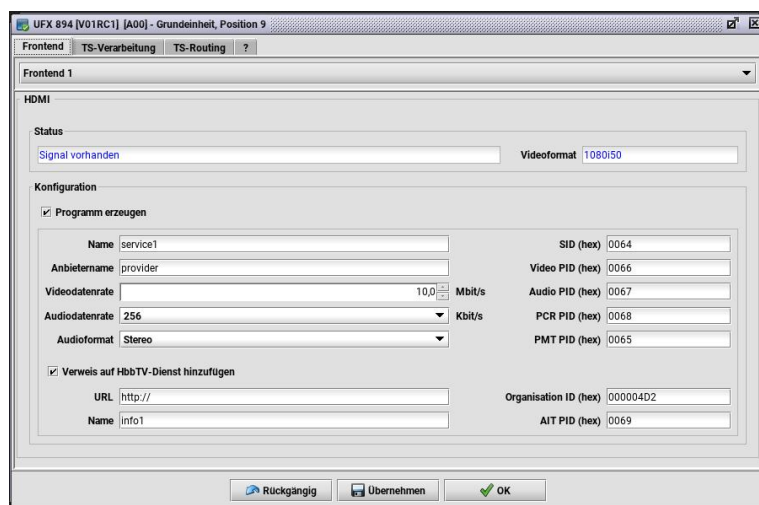 UFX 894 [V01RC1] [A00] - Grundeinheit, Position 9
Frontend TS-Verarbeitung TS-Routing ?
Frontend 1
HDMI
Status
Signal vorhanden Videoformat 1080i50
Konfiguration
Programm erzeugen
Name service1 SID (hex) 0064
Anbietername provider Video PID (hex) 0066
Videodatenrate 10,0 Mbit/s Audio PID (hex) 0067
Audiodatenrate 256 Kbit/s PCR PID (hex) 0068
Audioformat Stereo PMT PID (hex) 0065
Verweis auf HbbTV-Dienst hinzufügen
URL http:// Organisation ID (hex) 000004D2
Name info1 AIT PID (hex) 0069
Rückgängig Übernehmen OK